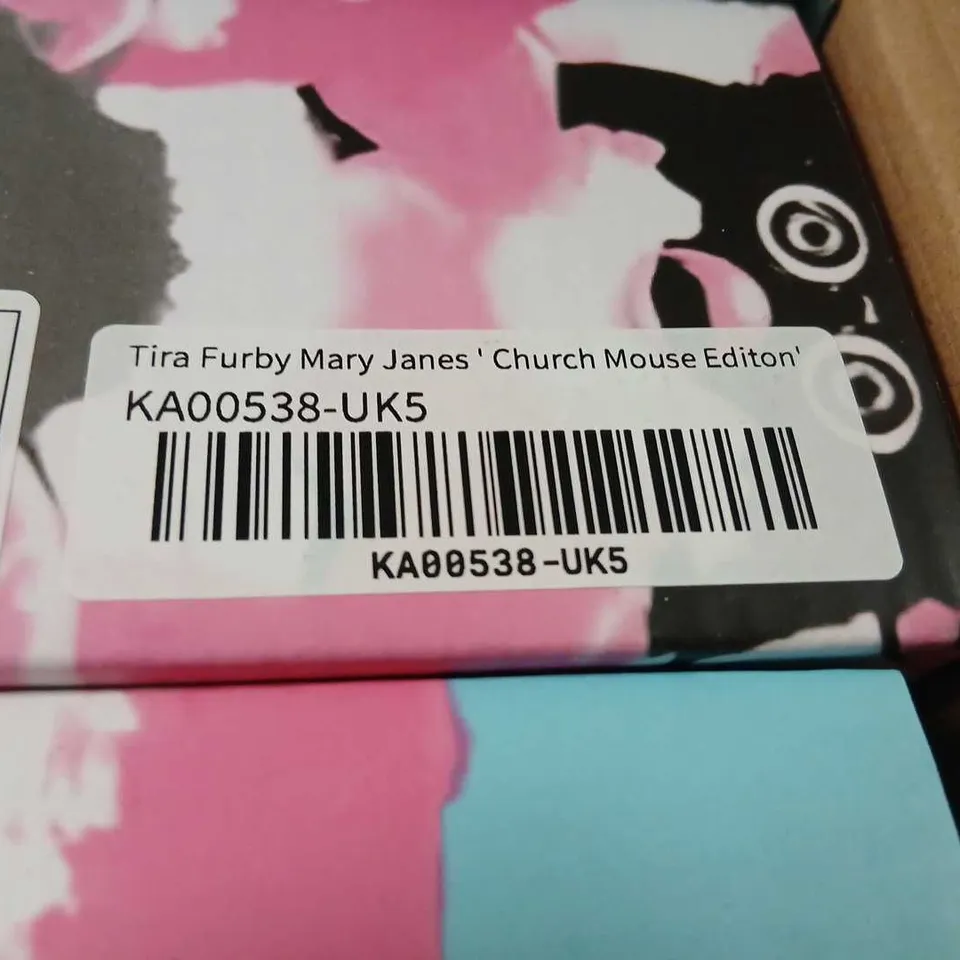 Tira Furby Mary Janes ' Church Mouse Editon'
KA00538-UK5
KA00538-UK5